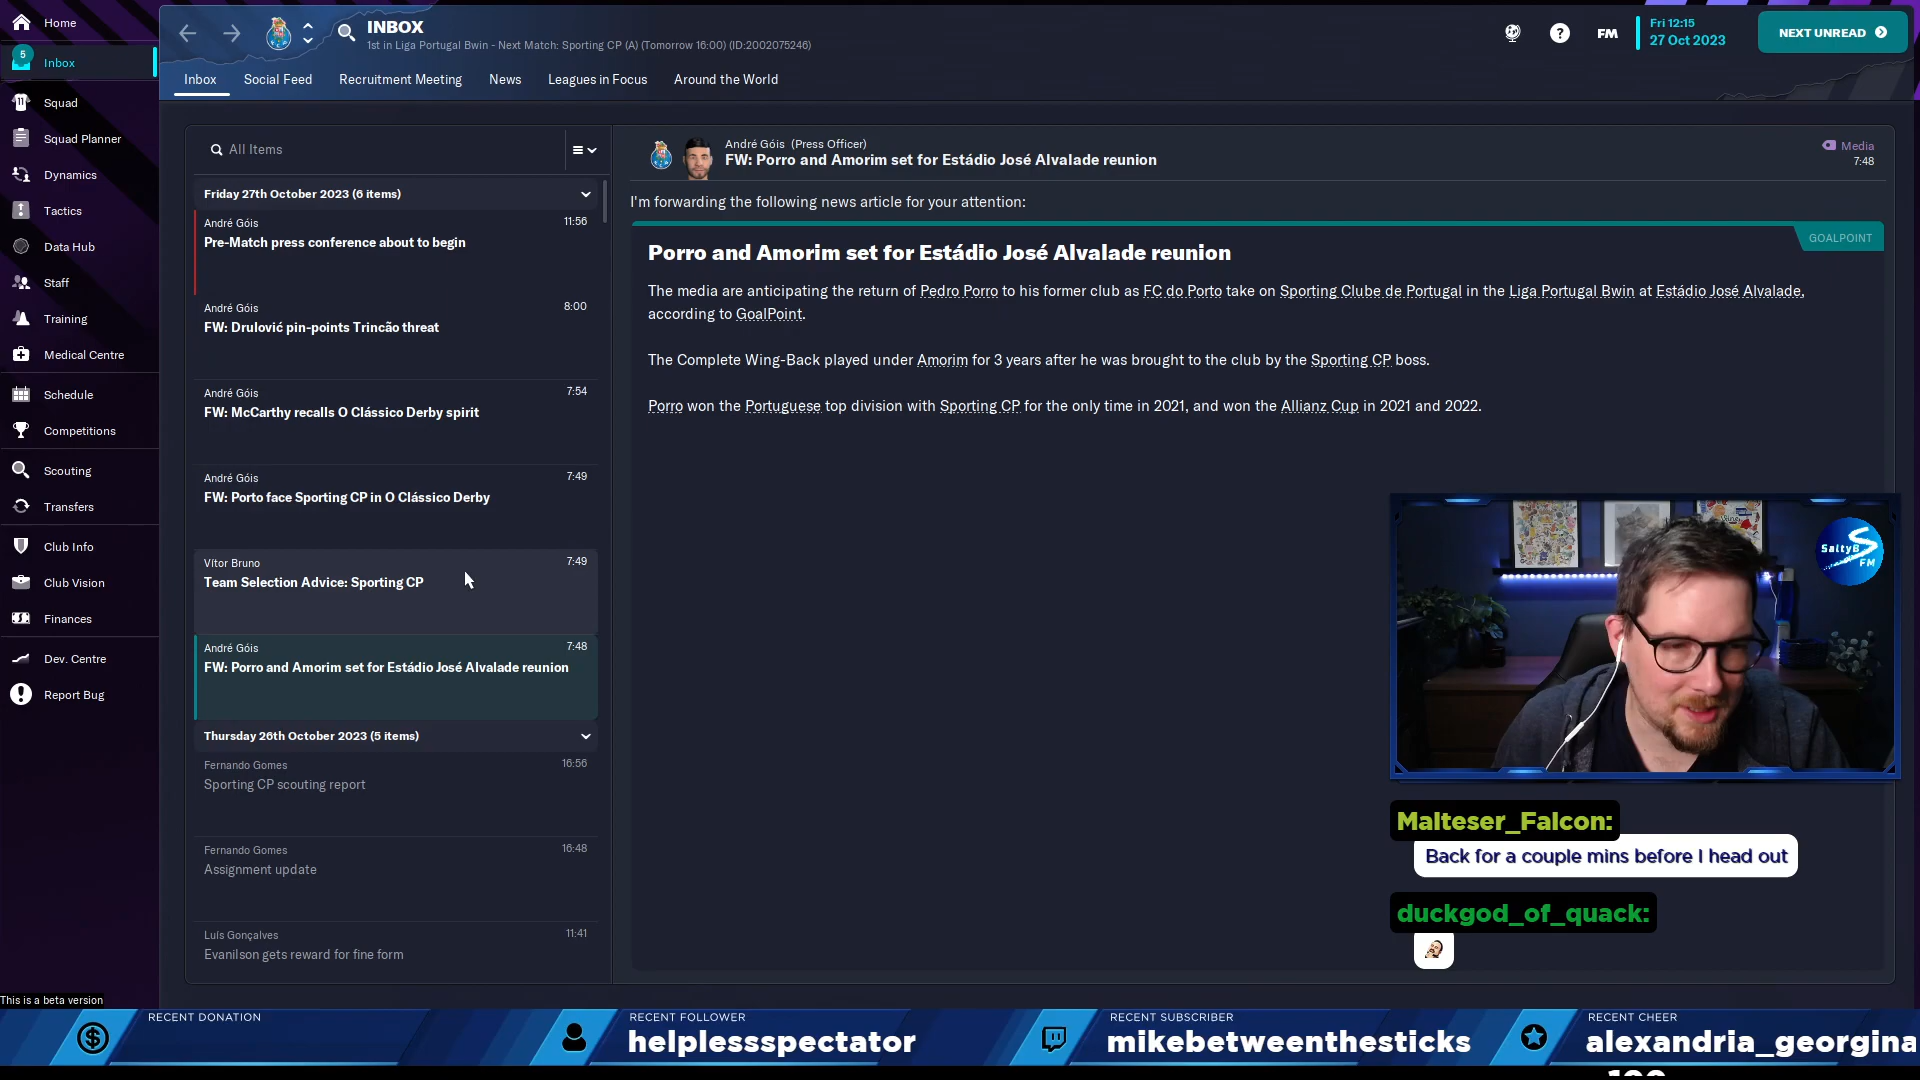 Home
5
Inbox
Squad
Squad Planner
Dynamics
Tactics
Data Hub
Staff
Training
Medical Centre
Schedule
Competitions
Scouting
Transfers
Club Info
Club Vision
Finances
Dev. Centre
Report Bug
This is a beta version
INBOX
1st in Liga Portugal Bwin - Next Match: Sporting CP (A) (Tomorrow 16:00) (ID:2002075246)
FM
Fri 12:15
27 Oct 2023
NEXT UNREAD
Inbox
Social Feed
Recruitment Meeting
News
Leagues in Focus
Around the World
All Items
Friday 27th October 2023 (6 items)
André Góis 11:56
Pre-Match press conference about to begin
André Góis 8:00
FW: Drulović pin-points Trincão threat
André Góis 7:54
FW: McCarthy recalls O Clássico Derby spirit
André Góis 7:49
FW: Porto face Sporting CP in O Clássico Derby
Vítor Bruno 7:49
Team Selection Advice: Sporting CP
André Góis 7:48
FW: Porro and Amorim set for Estádio José Alvalade reunion
Thursday 26th October 2023 (5 items)
Fernando Gomes 16:56
Sporting CP scouting report
Fernando Gomes 16:48
Assignment update
Luís Gonçalves 11:41
Evanilson gets reward for fine form
André Góis (Press Officer)
FW: Porro and Amorim set for Estádio José Alvalade reunion
Media
7:48
I'm forwarding the following news article for your attention:
GOALPOINT
Porro and Amorim set for Estádio José Alvalade reunion
The media are anticipating the return of Pedro Porro to his former club as FC do Porto take on Sporting Clube de Portugal in the Liga Portugal Bwin at Estádio José Alvalade,
according to GoalPoint.
The Complete Wing-Back played under Amorim for 3 years after he was brought to the club by the Sporting CP boss.
Porro won the Portuguese top division with Sporting CP for the only time in 2021, and won the Allianz Cup in 2021 and 2022.
SaltyB
FM
Malteser_Falcon:
Back for a couple mins before I head out
duckgod_of_quack:
RECENT DONATION
RECENT FOLLOWER
helplessspectator
RECENT SUBSCRIBER
mikebetweenthesticks
RECENT CHEER
alexandria_georgina